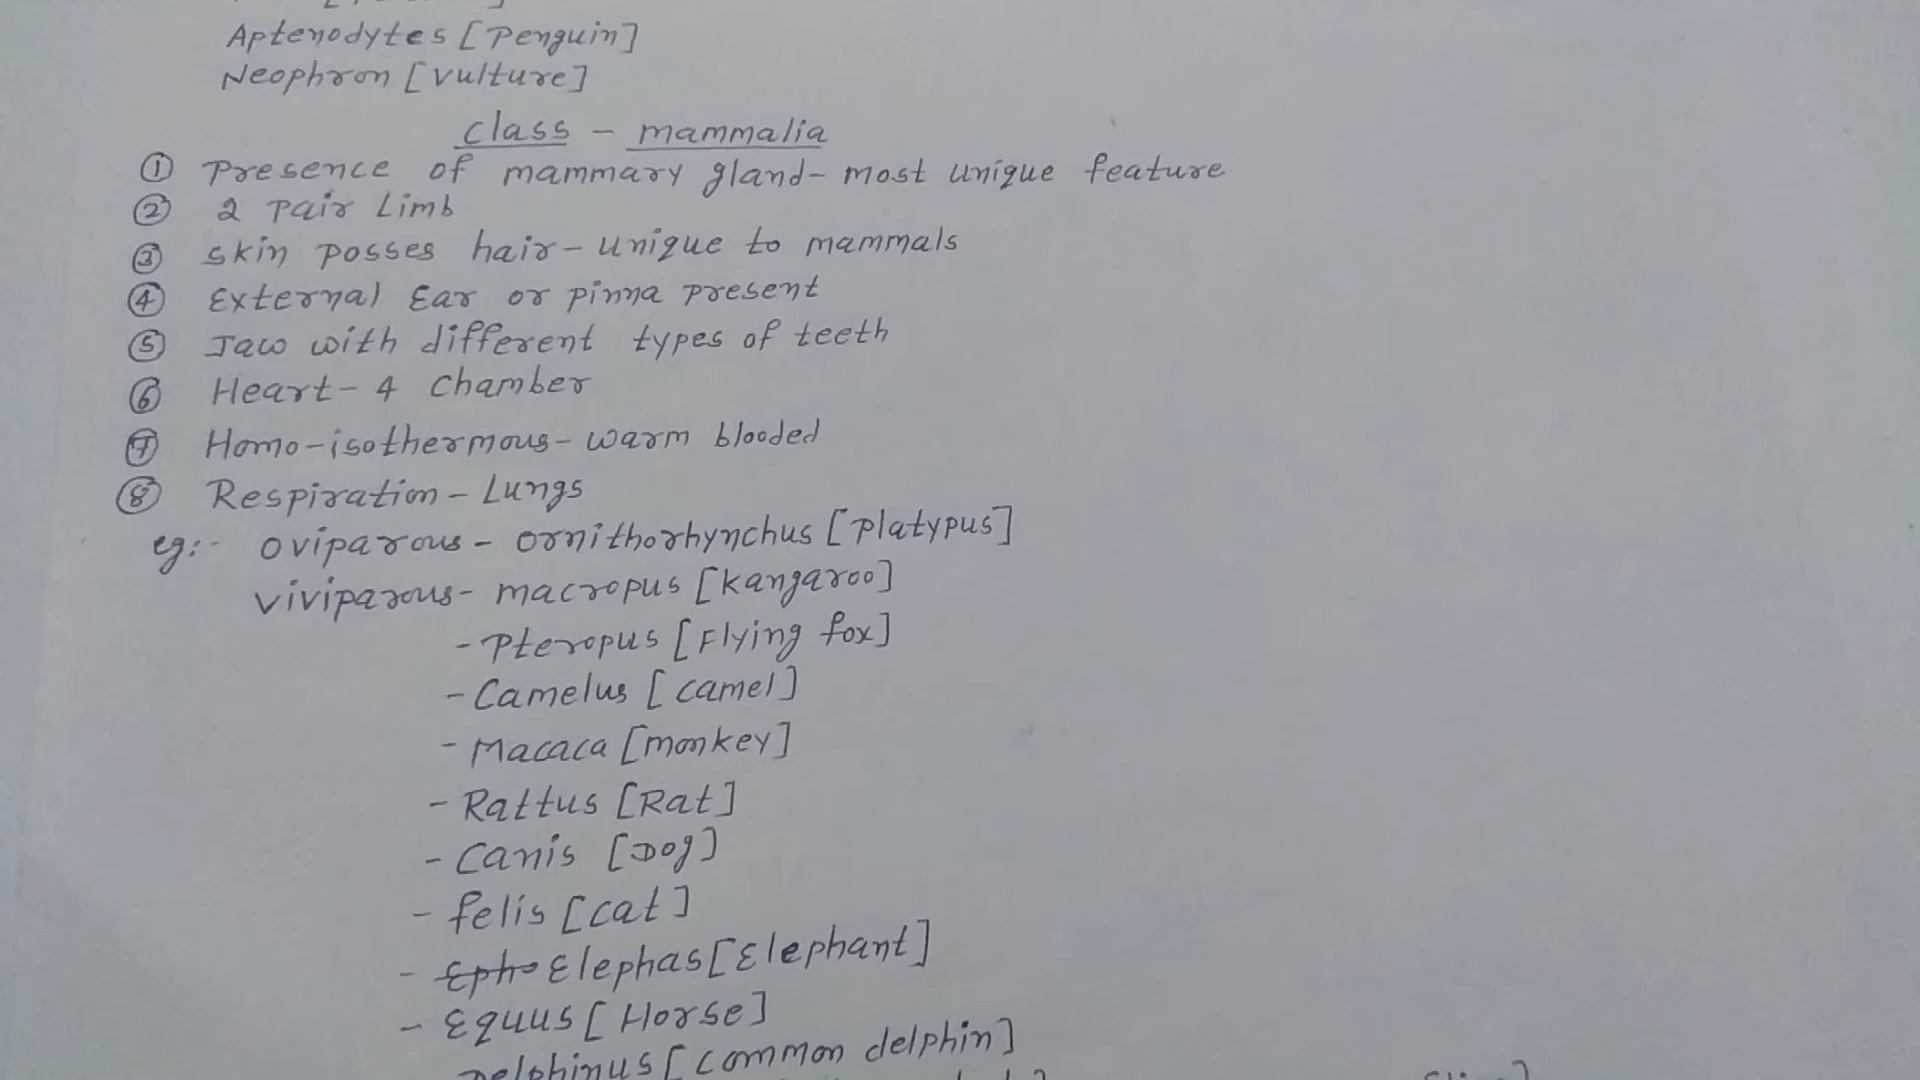 Aptenodytes [Penguin]
Neophron [vulture]
class - mammalia
① Presence of mammary gland - most unique feature
② 2 pair Limb
③ skin posses hair - unique to mammals
④ External Ear or pinna present
⑤ Jaw with different types of teeth
⑥ Heart - 4 chamber
⑦ Homo-isothermous - warm blooded
⑧ Respiration - Lungs
eg:- oviparous - ornithorhynchus [platypus]
viviparous - macropus [kangaroo]
- Pteropus [Flying fox]
- Camelus [camel]
- Macaca [monkey]
- Rattus [Rat]
- Canis [Dog]
- felis [cat]
- Epho Elephas [Elephant]
- Equus [Horse]
Delphinus [common delphin]